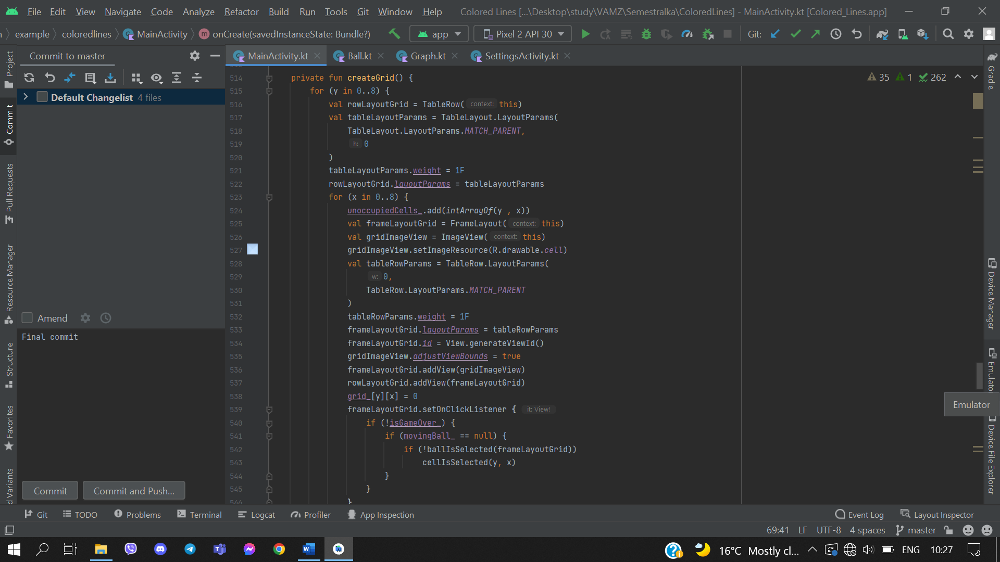 File Edit View Navigate Code Analyze Refactor Build Run Tools Git Window Help Colored Lines [...\Desktop\study\VAMZ\Semestralka\ColoredLines] - MainActivity.kt [Colored_Lines.app]
example coloredlines MainActivity onCreate(savedInstanceState: Bundle?) app Pixel 2 API 30 Git:
Commit to master
MainActivity.kt Ball.kt Graph.kt SettingsActivity.kt
Default Changelist 4 files
35 1 262
Project
Commit
Pull Requests
Resource Manager
Structure
Favorites
d Variants
Amend
Final commit
Commit Commit and Push...
514 private fun createGrid() {
515 for (y in 0..8) {
516 val rowLayoutGrid = TableRow( context: this)
517 val tableLayoutParams = TableLayout.LayoutParams(
518 TableLayout.LayoutParams.MATCH_PARENT,
519 h: 0
520 )
521 tableLayoutParams.weight = 1F
522 rowLayoutGrid.layoutParams = tableLayoutParams
523 for (x in 0..8) {
524 unoccupiedCells_.add(intArrayOf(y , x))
525 val frameLayoutGrid = FrameLayout( context: this)
526 val gridImageView = ImageView( context: this)
527 gridImageView.setImageResource(R.drawable.cell)
528 val tableRowParams = TableRow.LayoutParams(
529 w: 0,
530 TableRow.LayoutParams.MATCH_PARENT
531 )
532 tableRowParams.weight = 1F
533 frameLayoutGrid.layoutParams = tableRowParams
534 frameLayoutGrid.id = View.generateViewId()
535 gridImageView.adjustViewBounds = true
536 frameLayoutGrid.addView(gridImageView)
537 rowLayoutGrid.addView(frameLayoutGrid)
538 grid_[y][x] = 0
539 frameLayoutGrid.setOnClickListener { it: View!
540 if (!isGameOver_) {
541 if (movingBall_ == null) {
542 if (!ballIsSelected(frameLayoutGrid))
543 cellIsSelected(y, x)
544 }
545 }
546 }
Gradle
Device Manager
Emulator
Emulator
Device File Explorer
Git TODO Problems Terminal Logcat Profiler App Inspection Event Log Layout Inspector
69:41 LF UTF-8 4 spaces master
16°C Mostly cl... ENG 10:27